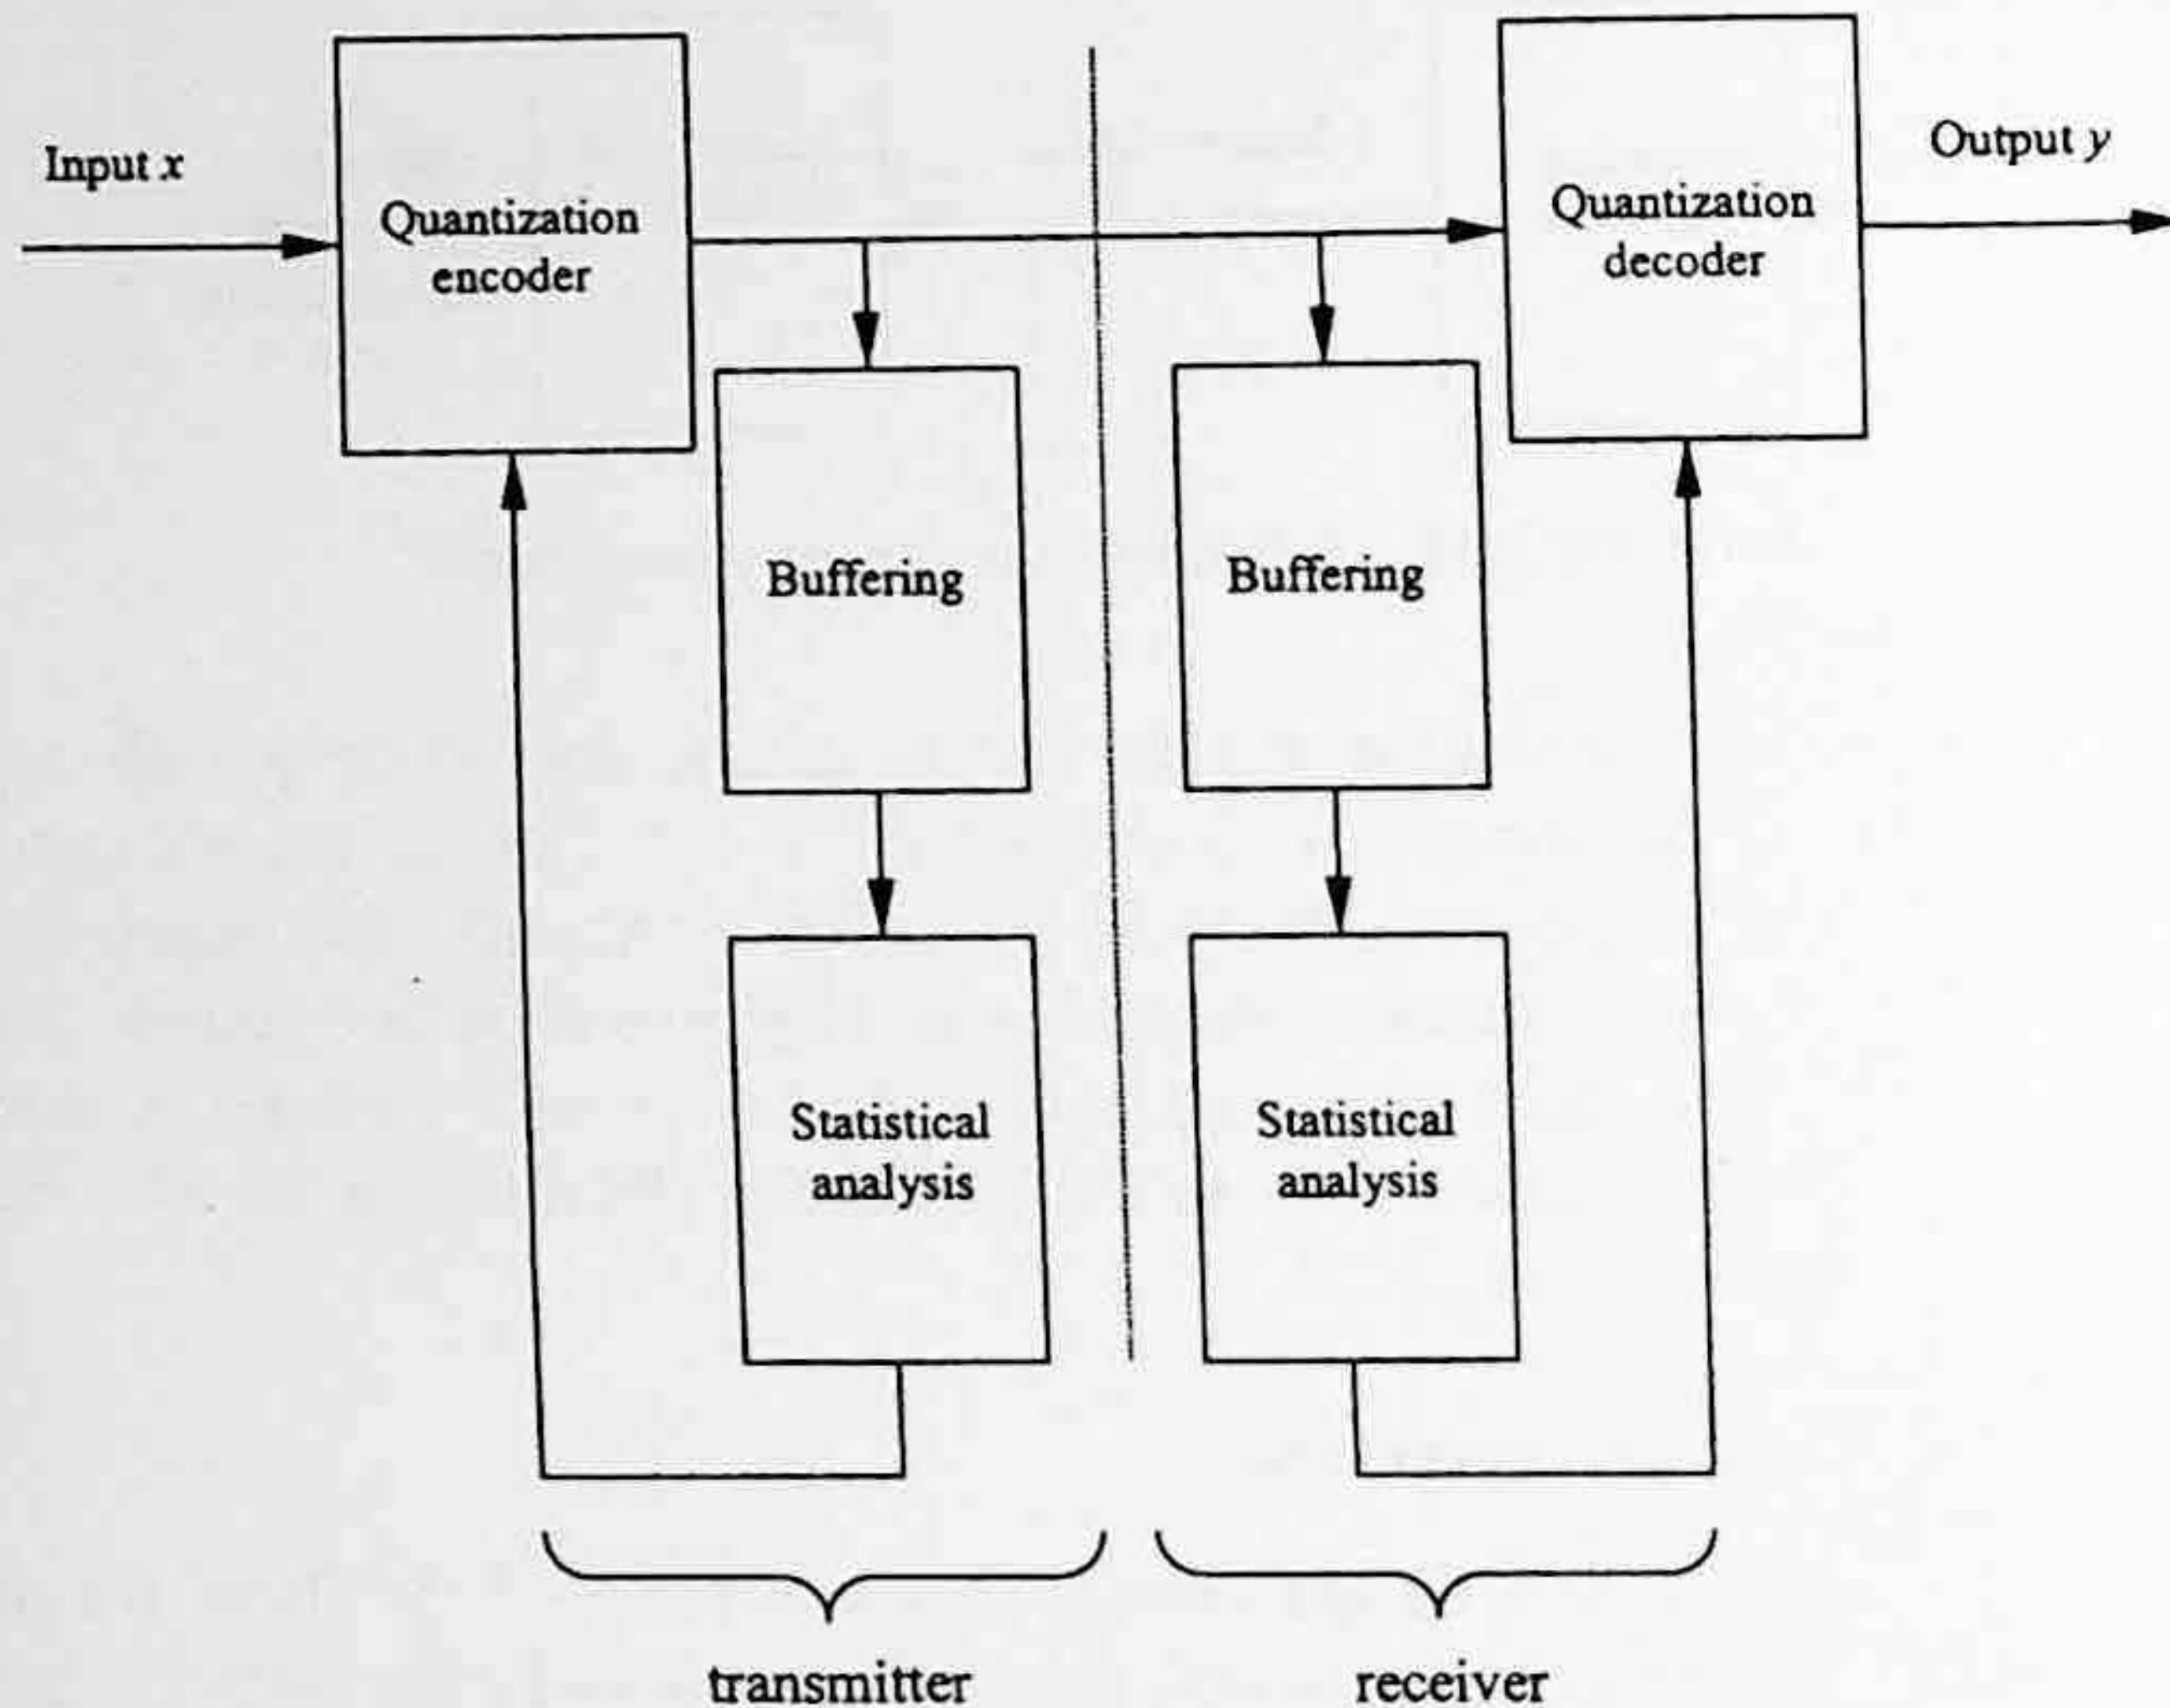 Input x
Quantization
encoder
Quantization
decoder
Output y
Buffering
Buffering
Statistical
analysis
Statistical
analysis
transmitter
receiver